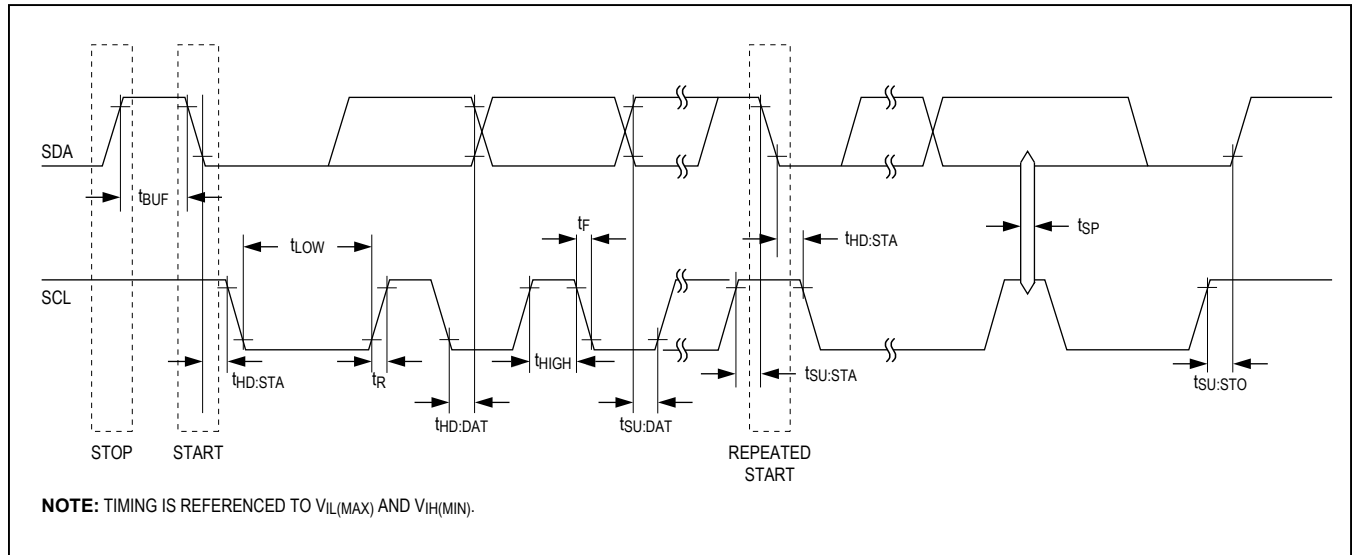 SDA
tBUF
tF
tLOW
tHD:STA
tSP
SCL
tHD:STA
tR
tHIGH
tSU:STA
tSU:STO
tHD:DAT
tSU:DAT
STOP
START
REPEATED
START
NOTE: TIMING IS REFERENCED TO VIL(MAX) AND VIH(MIN).